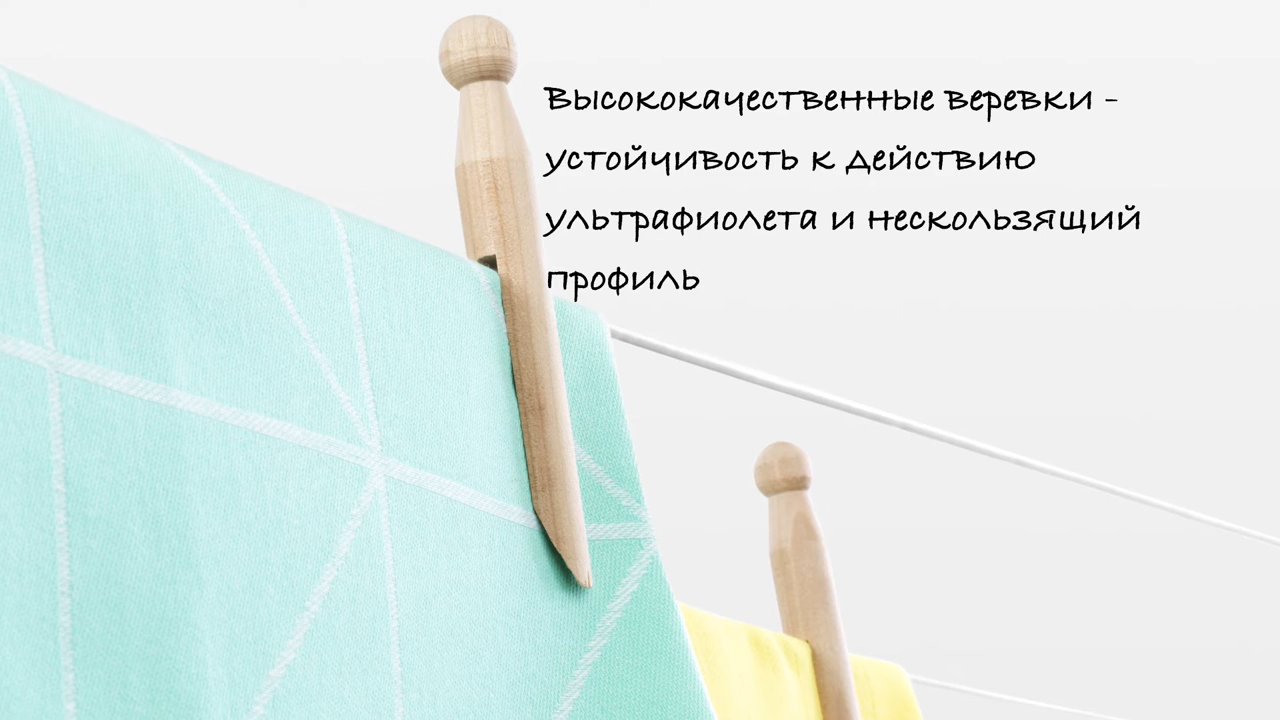 Высококачественные веревки -
устойчивость к действию
ультрафиолета и нескользящий
профиль